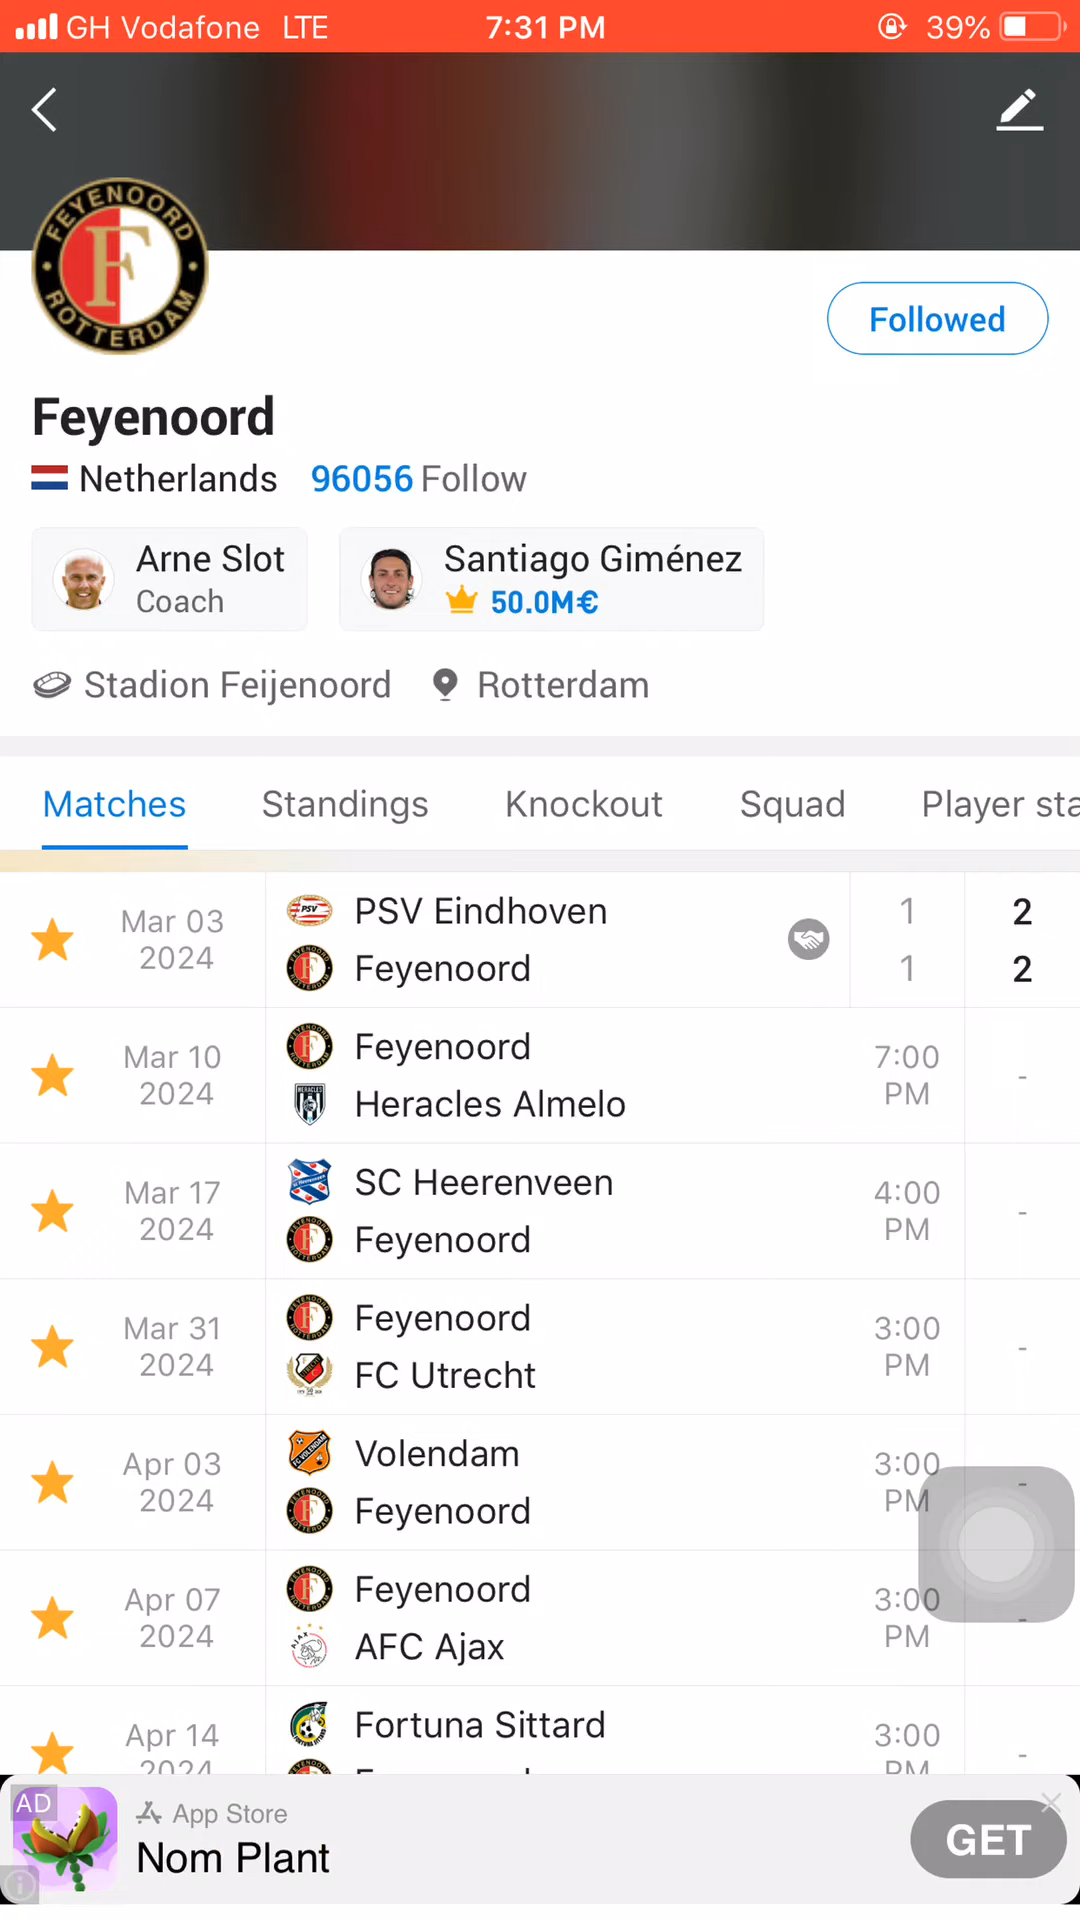 GH Vodafone LTE 7:31 PM 39%
FEYENOORD
F
ROTTERDAM
Followed
Feyenoord
Netherlands 96056 Follow
Arne Slot
Coach
Santiago Giménez
50.0M€
Stadion Feijenoord Rotterdam
Matches Standings Knockout Squad Player sta
Mar 03
2024
PSV
PSV Eindhoven 1 2
Feyenoord 1 2
Mar 10
2024
Feyenoord
Heracles Almelo
7:00
PM
-
Mar 17
2024
SC Heerenveen
Feyenoord
4:00
PM
-
Mar 31
2024
Feyenoord
FC Utrecht
3:00
PM
-
Apr 03
2024
Volendam
Feyenoord
3:00
PM
-
Apr 07
2024
Feyenoord
AFC Ajax
3:00
PM
-
Apr 14
2024
Fortuna Sittard
3:00
PM
-
AD
App Store
Nom Plant
GET